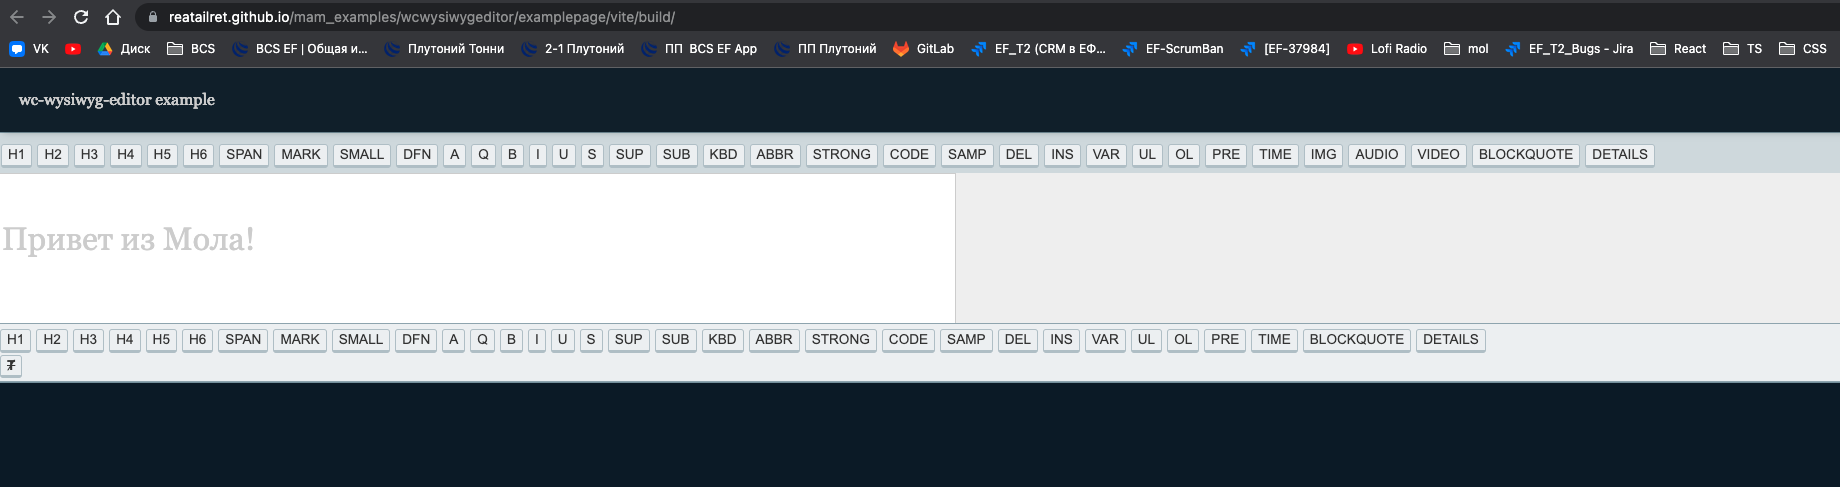 reatailret.github.io/mam_examples/wcwysiwygeditor/examplepage/vite/build/
VK Диск BCS BCS EF | Общая и... Плутоний Тонни 2-1 Плутоний ПП BCS EF App ПП Плутоний GitLab EF_T2 (CRM в ЕФ... EF-ScrumBan [EF-37984] Lofi Radio mol EF_T2_Bugs - Jira React TS CSS
wc-wysiwyg-editor example
H1 H2 H3 H4 H5 H6 SPAN MARK SMALL DFN A Q B I U S SUP SUB KBD ABBR STRONG CODE SAMP DEL INS VAR UL OL PRE TIME IMG AUDIO VIDEO BLOCKQUOTE DETAILS
Привет из Мола!
H1 H2 H3 H4 H5 H6 SPAN MARK SMALL DFN A Q B I U S SUP SUB KBD ABBR STRONG CODE SAMP DEL INS VAR UL OL PRE TIME BLOCKQUOTE DETAILS